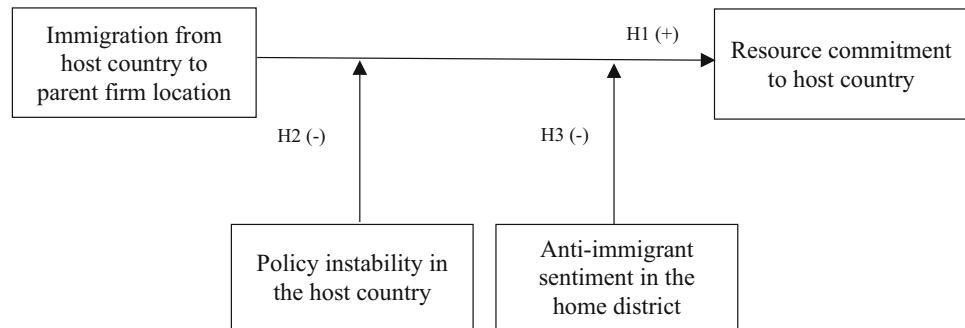 Immigration from
host country to
parent firm location
H1 (+)
Resource commitment
to host country
H2 (-)
H3 (-)
Policy instability in
the host country
Anti-immigrant
sentiment in the
home district